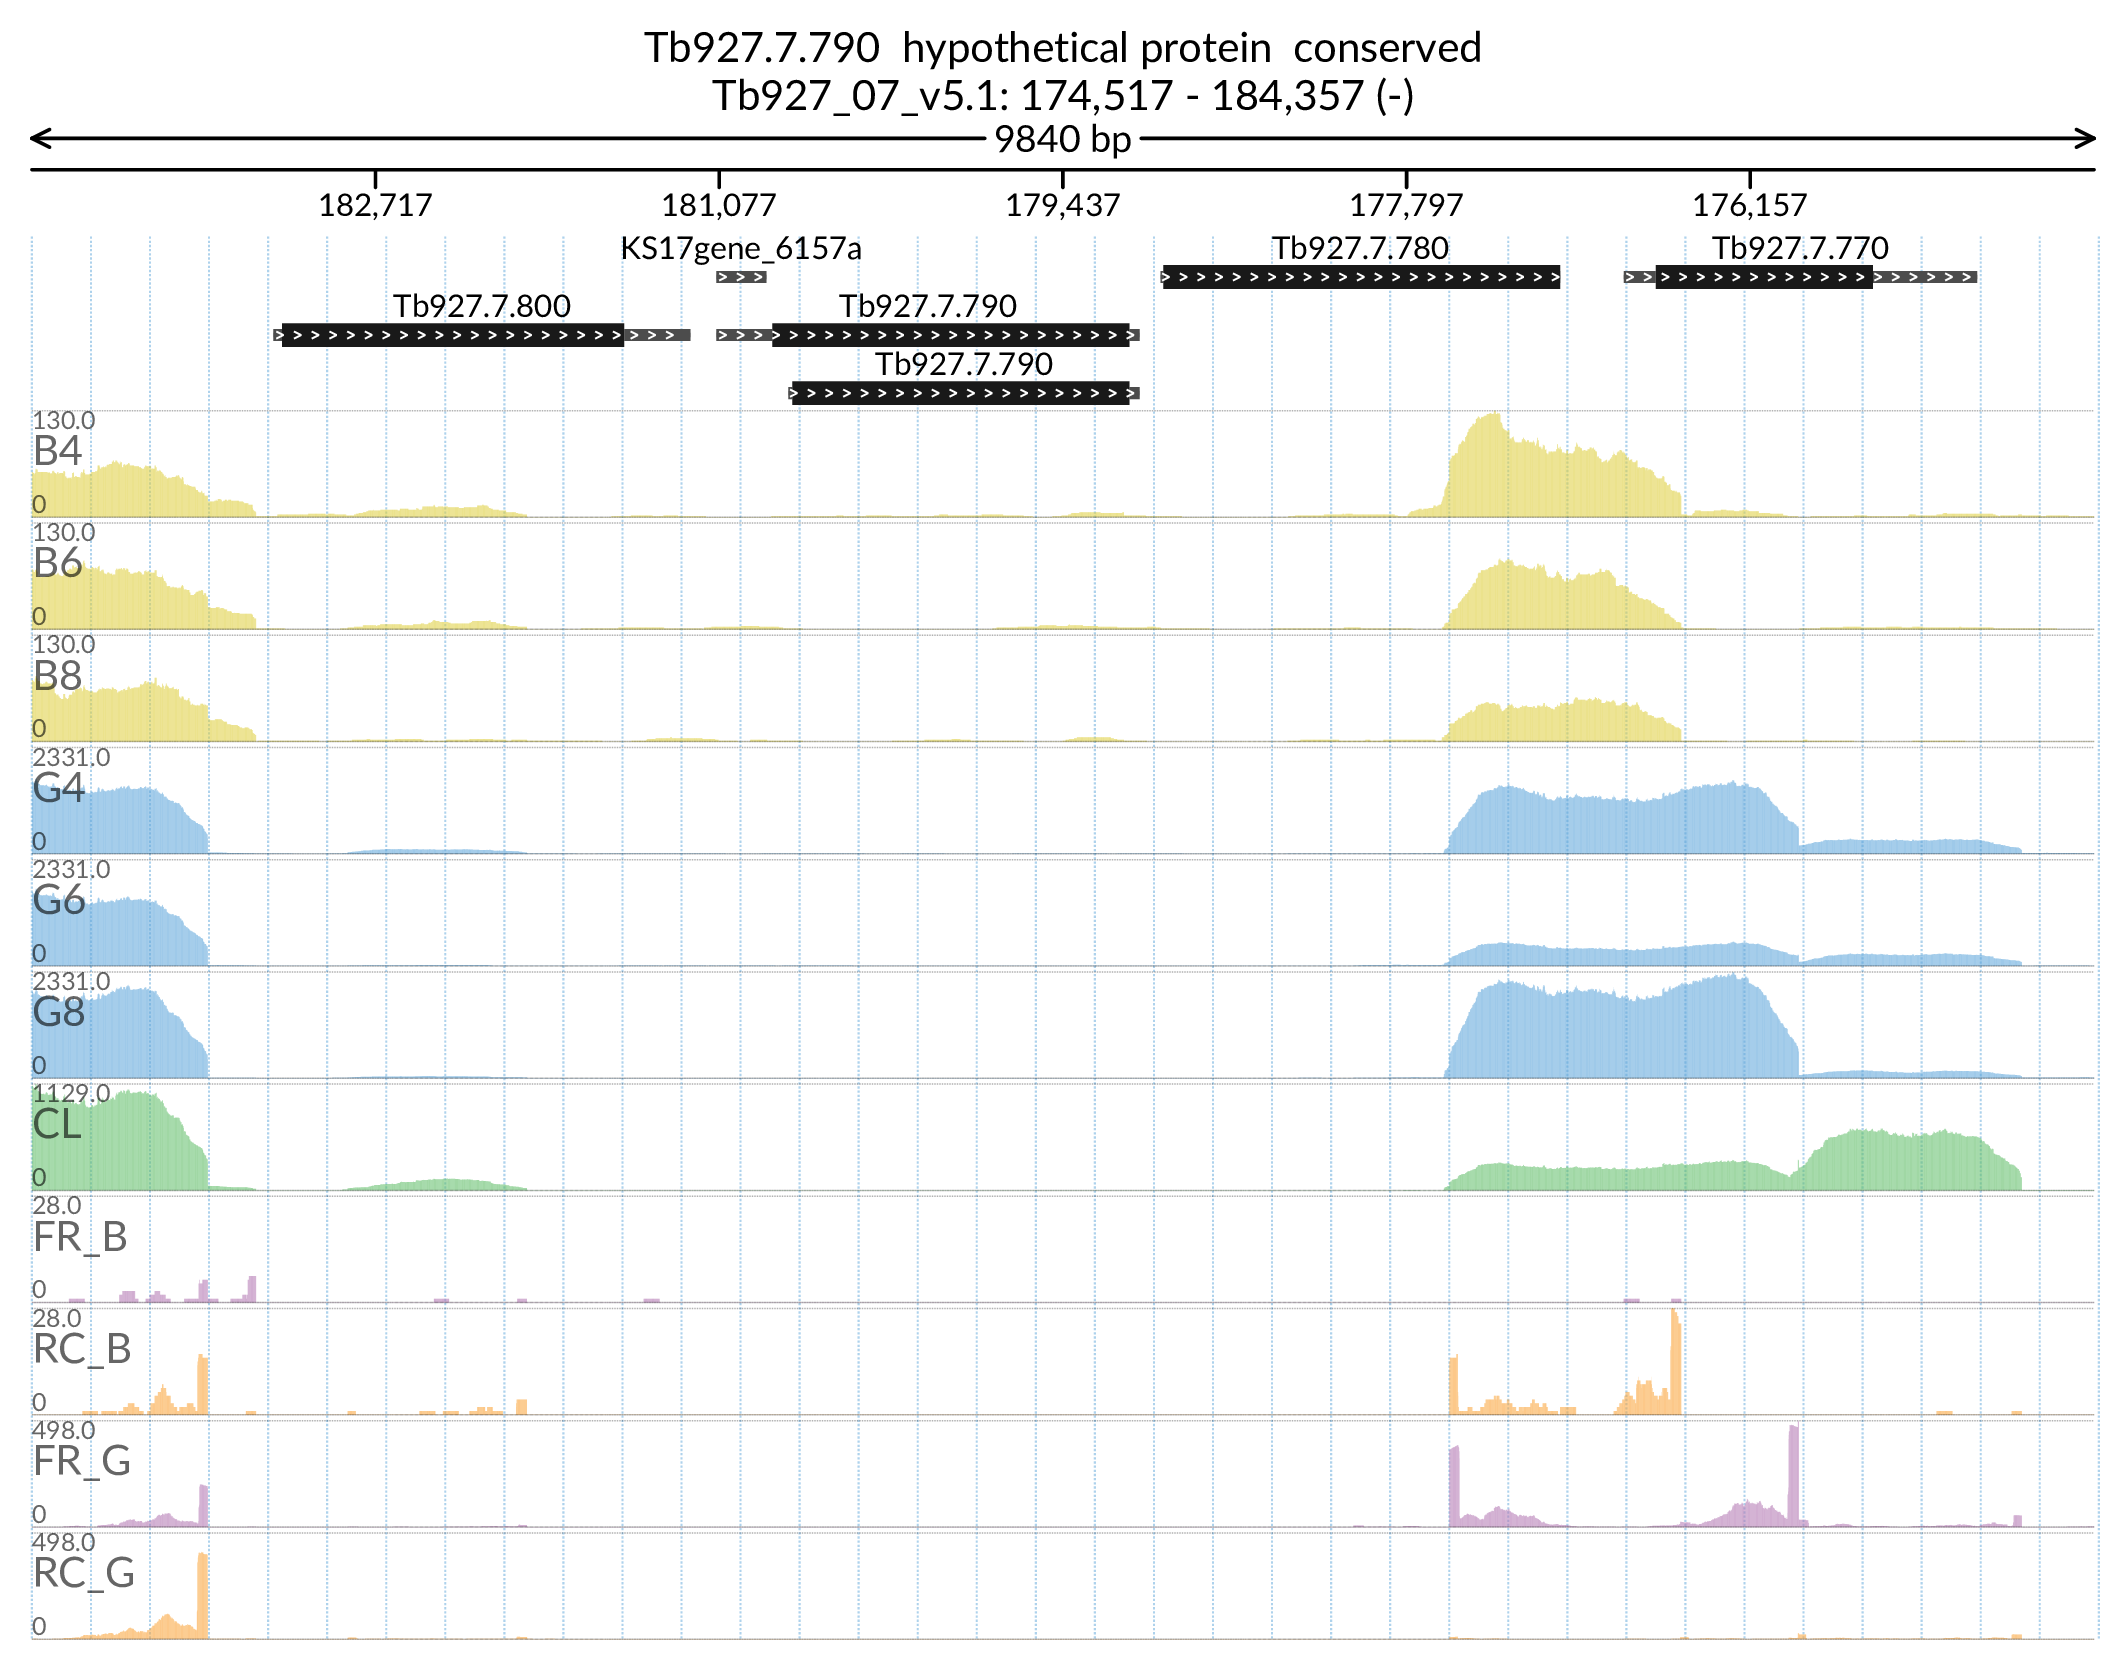 Tb927.7.790 hypothetical protein conserved
Tb927_07_v5.1: 174,517 - 184,357 (-)
9840 bp
182,717 181,077 179,437 177,797 176,157
KS17gene_6157a Tb927.7.780 Tb927.7.770
Tb927.7.800 Tb927.7.790
Tb927.7.790
130.0
B4
0
130.0
B6
0
130.0
B8
0
2331.0
G4
0
2331.0
G6
0
2331.0
G8
0
1129.0
CL
0
28.0
FR_B
0
28.0
RC_B
0
498.0
FR_G
0
498.0
RC_G
0